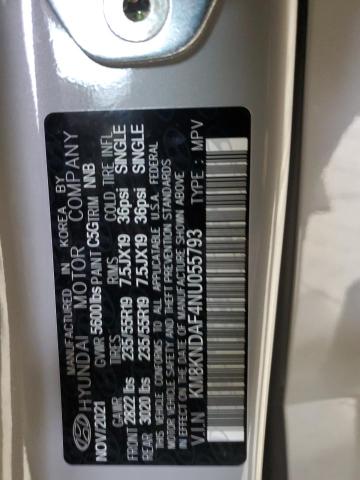 MANUFACTURED IN KOREA BY
HYUNDAI MOTOR COMPANY
NOV/2021 GVWR 5600lbs PAINT C5G TRIM NNB
GAWR TIRES RIMS COLD TIRE INFL
FRONT 2822 lbs 235/55R19 7.5JX19 36psi SINGLE
REAR 3020 lbs 235/55R19 7.5JX19 36psi SINGLE
THIS VEHICLE CONFORMS TO ALL APPLICABLE U.S.A. FEDERAL
MOTOR VEHICLE SAFETY AND THEFT PREVENTION STANDARDS
IN EFFECT ON THE DATE OF MANUFACTURE SHOWN ABOVE.
V.I.N KM8KNDAF4NU055793 TYPE : MPV